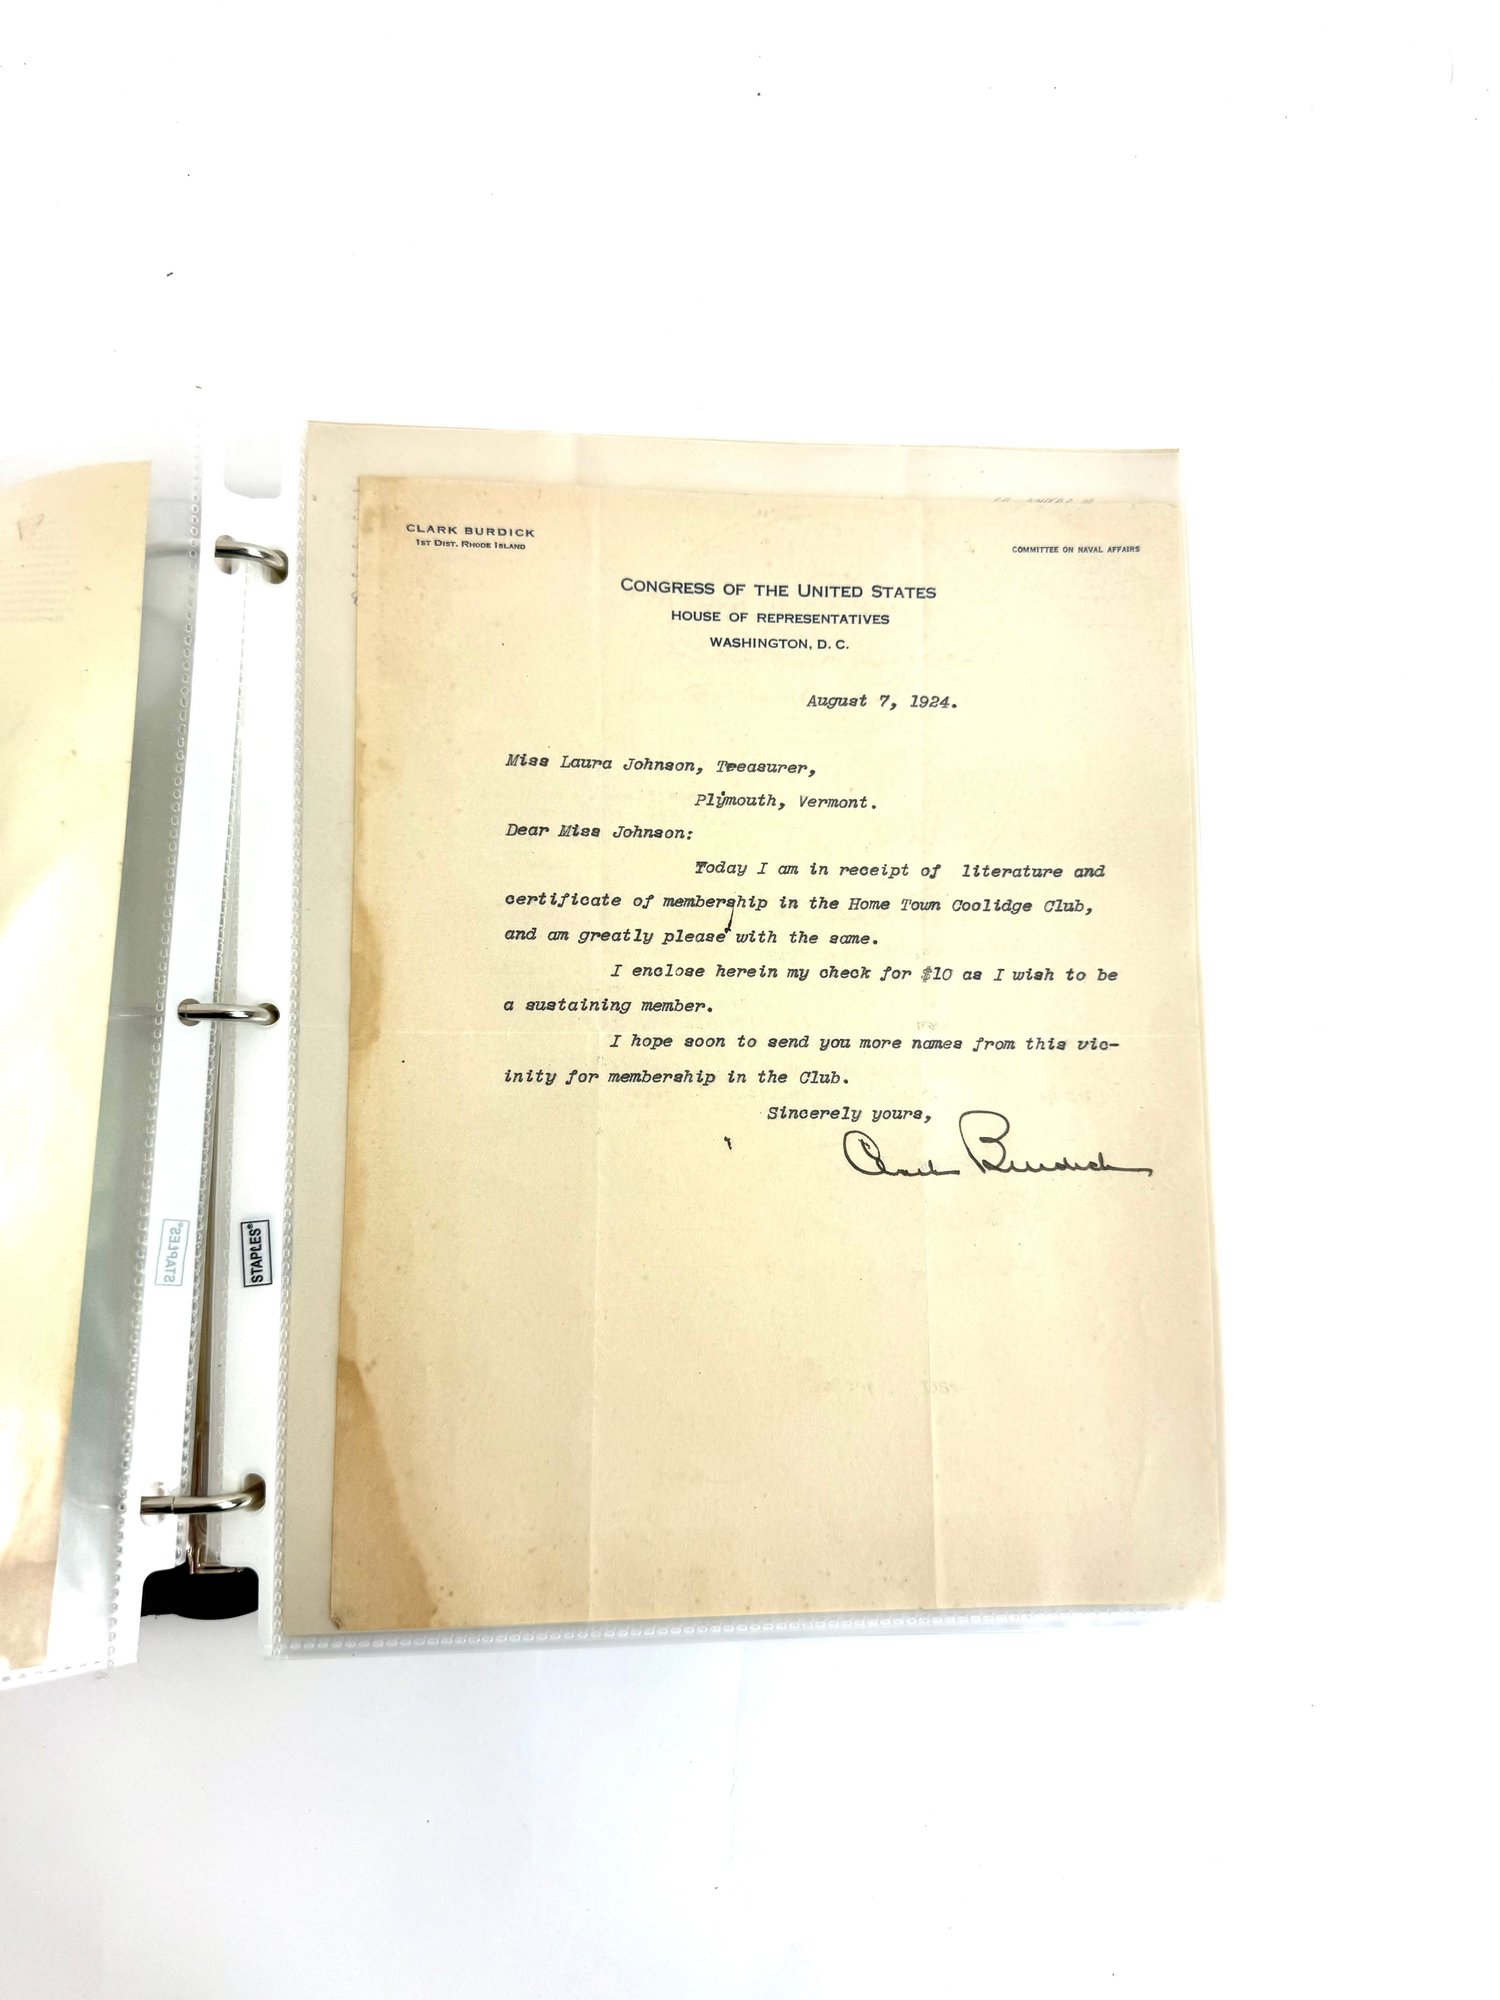 CLARK BURDICK
1ST DIST. RHODE ISLAND
COMMITTEE ON NAVAL AFFAIRS
CONGRESS OF THE UNITED STATES
HOUSE OF REPRESENTATIVES
WASHINGTON, D. C.
August 7, 1924.
Miss Laura Johnson, Treasurer,
Plymouth, Vermont.
Dear Miss Johnson:
Today I am in receipt of literature and
certificate of membership in the Home Town Coolidge Club,
and am greatly please with the same.
I enclose herein my check for $10 as I wish to be
a sustaining member.
I hope soon to send you more names from this vic-
inity for membership in the Club.
Sincerely yours,
Clark Burdick
STAPLES®
STAPLES®